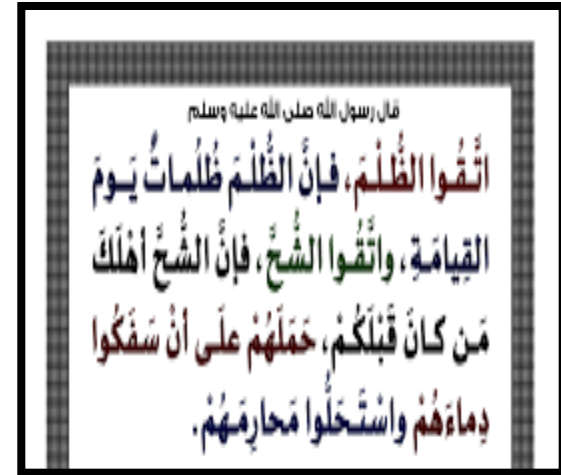 قال رسول الله صلى الله عليه وسلم
اتَّقُوا الظُّلْمَ، فإنَّ الظُّلْمَ ظُلُماتٌ يَومَ
القِيامَةِ، واتَّقُوا الشُّحَّ، فإنَّ الشُّحَّ أهْلَكَ
مَن كانَ قَبْلَكُمْ، حَمَلَهُمْ علَى أنْ سَفَكُوا
دِماءَهُمْ واسْتَحَلُّوا مَحارِمَهُمْ.